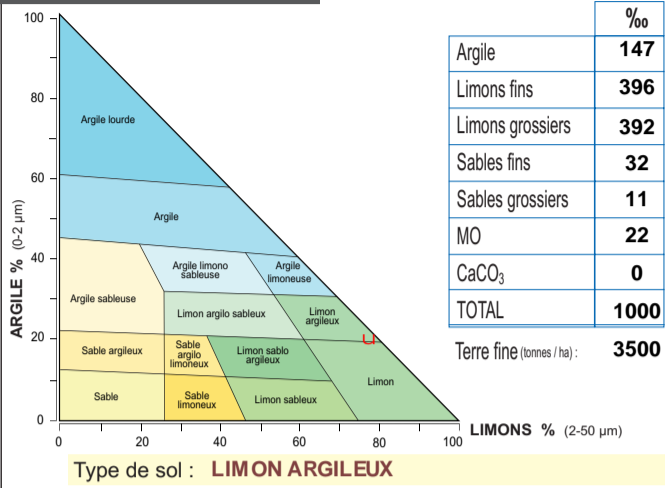 100
80
60
40
20
0
ARGILE % (0-2 µm)
Argile lourde
Argile
Argile limono sableuse
Argile limoneuse
Argile sableuse
Limon argilo sableux
Limon argileux
Sable argileux
Sable argilo limoneux
Limon sablo argileux
Limon
Sable
Sable limoneux
Limon sableux
0 20 40 60 80 100
LIMONS % (2-50 µm)
‰
Argile 147
Limons fins 396
Limons grossiers 392
Sables fins 32
Sables grossiers 11
MO 22
CaCO₃ 0
TOTAL 1000
Terre fine (tonnes / ha) : 3500
Type de sol : LIMON ARGILEUX